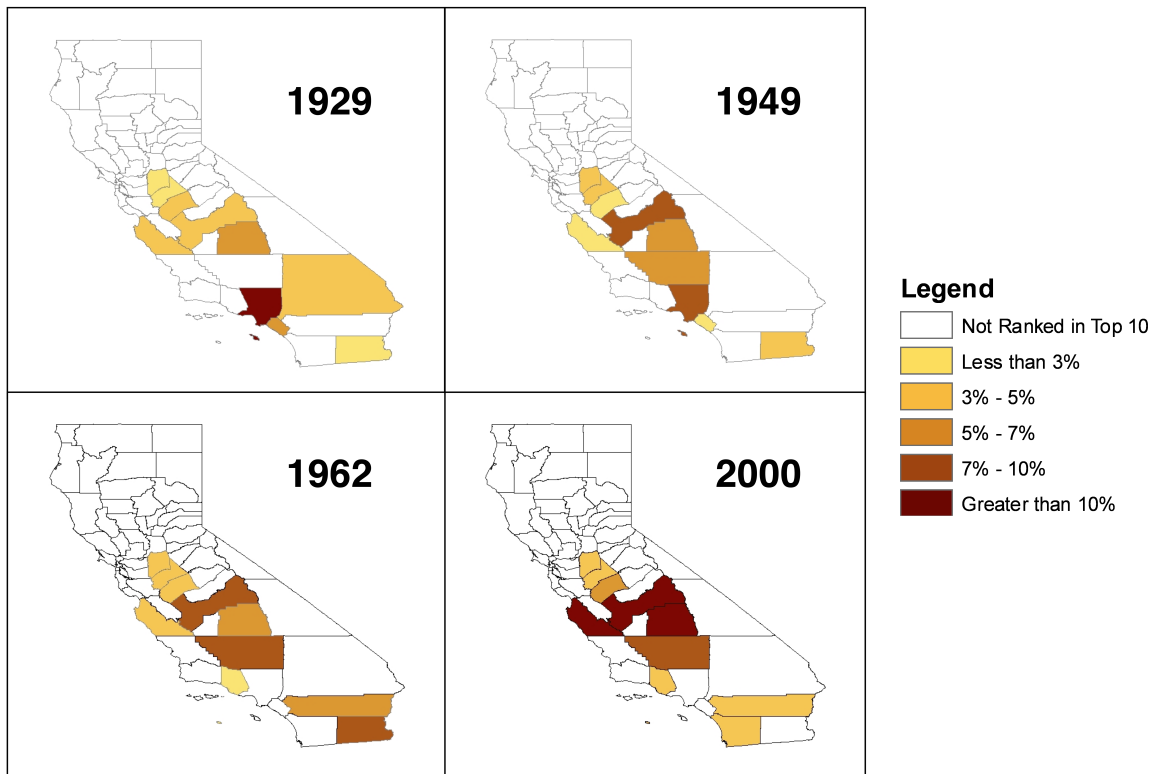 1929
1949
1962
2000
Legend
Not Ranked in Top 10
Less than 3%
3% - 5%
5% - 7%
7% - 10%
Greater than 10%